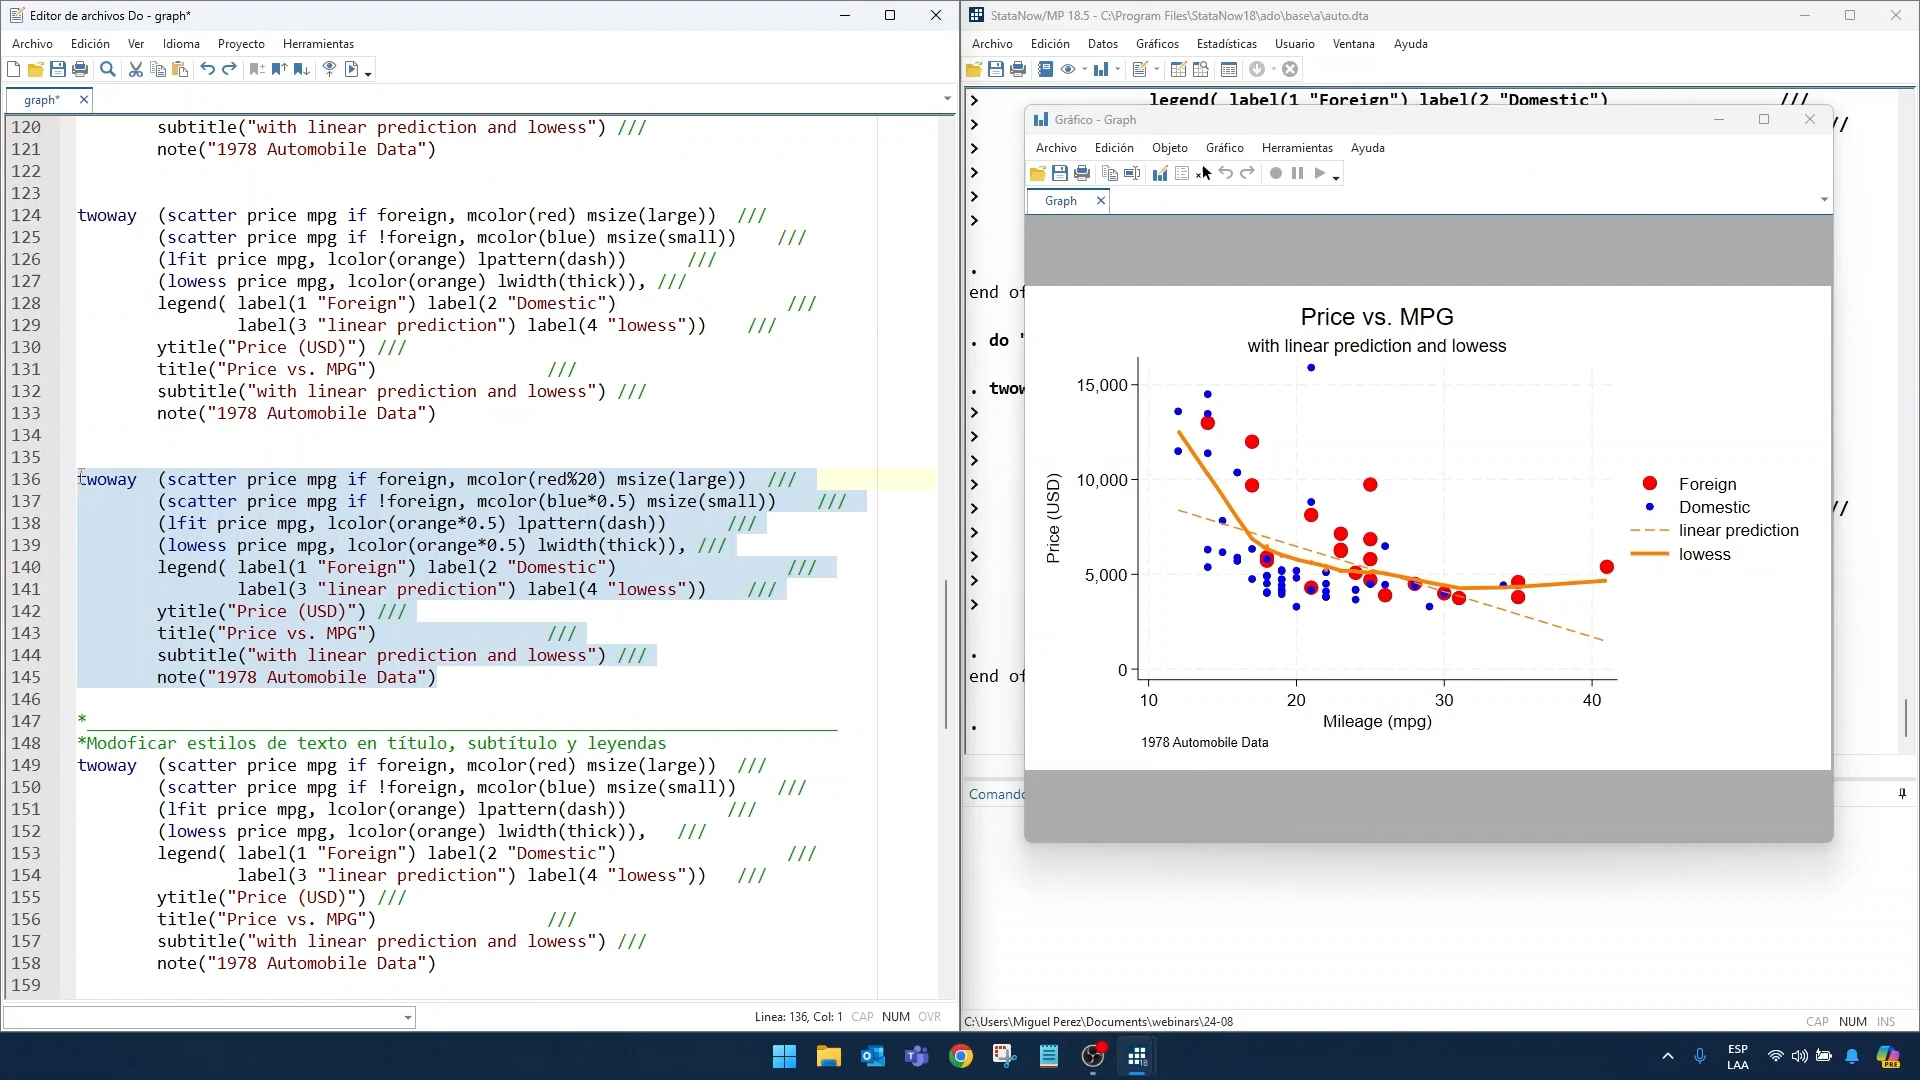 Editor de archivos Do - graph*
Archivo Edición Ver Idioma Proyecto Herramientas
graph*
120 subtitle("with linear prediction and lowess") ///
121 note("1978 Automobile Data")
122
123
124 twoway (scatter price mpg if foreign, mcolor(red) msize(large)) ///
125 (scatter price mpg if !foreign, mcolor(blue) msize(small)) ///
126 (lfit price mpg, lcolor(orange) lpattern(dash)) ///
127 (lowess price mpg, lcolor(orange) lwidth(thick)), ///
128 legend( label(1 "Foreign") label(2 "Domestic") ///
129 label(3 "linear prediction") label(4 "lowess")) ///
130 ytitle("Price (USD)") ///
131 title("Price vs. MPG") ///
132 subtitle("with linear prediction and lowess") ///
133 note("1978 Automobile Data")
134
135
136 twoway (scatter price mpg if foreign, mcolor(red%20) msize(large)) ///
137 (scatter price mpg if !foreign, mcolor(blue*0.5) msize(small)) ///
138 (lfit price mpg, lcolor(orange*0.5) lpattern(dash)) ///
139 (lowess price mpg, lcolor(orange*0.5) lwidth(thick)), ///
140 legend( label(1 "Foreign") label(2 "Domestic") ///
141 label(3 "linear prediction") label(4 "lowess")) ///
142 ytitle("Price (USD)") ///
143 title("Price vs. MPG") ///
144 subtitle("with linear prediction and lowess") ///
145 note("1978 Automobile Data")
146
147 *___________________________________________________________________________
148 *Modoficar estilos de texto en título, subtítulo y leyendas
149 twoway (scatter price mpg if foreign, mcolor(red) msize(large)) ///
150 (scatter price mpg if !foreign, mcolor(blue) msize(small)) ///
151 (lfit price mpg, lcolor(orange) lpattern(dash)) ///
152 (lowess price mpg, lcolor(orange) lwidth(thick)), ///
153 legend( label(1 "Foreign") label(2 "Domestic") ///
154 label(3 "linear prediction") label(4 "lowess")) ///
155 ytitle("Price (USD)") ///
156 title("Price vs. MPG") ///
157 subtitle("with linear prediction and lowess") ///
158 note("1978 Automobile Data")
159
Linea: 136, Col: 1 CAP NUM OVR
StataNow/MP 18.5 - C:\Program Files\StataNow18\ado\base\a\auto.dta
Archivo Edición Datos Gráficos Estadísticas Usuario Ventana Ayuda
> legend( label(1 "Foreign") label(2 "Domestic") ///
> //
>
>
>
>
.
end of
. do "
. twow
>
>
>
>
> //
>
>
>
>
.
end of
.
Gráfico - Graph
Archivo Edición Objeto Gráfico Herramientas Ayuda
Graph
Price vs. MPG
with linear prediction and lowess
15,000
10,000
5,000
0
Price (USD)
10 20 30 40
Mileage (mpg)
1978 Automobile Data
Foreign
Domestic
linear prediction
lowess
Comando
C:\Users\Miguel Perez\Documents\webinars\24-08
CAP NUM INS
18
ESP
LAA
PRE